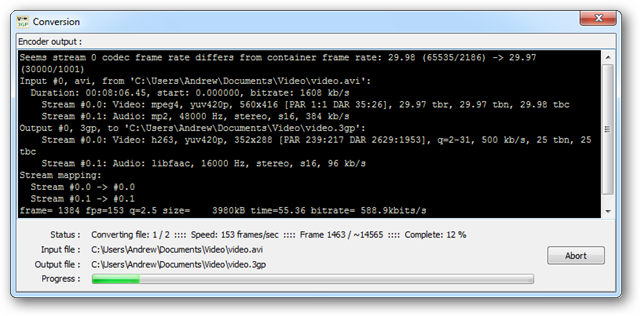 3GP
Conversion
Encoder output :
Seems stream 0 codec frame rate differs from container frame rate: 29.98 (65535/2186) -> 29.97
(30000/1001)
Input #0, avi, from 'C:\Users\Andrew\Documents\Video\video.avi':
Duration: 00:08:06.45, start: 0.000000, bitrate: 1608 kb/s
Stream #0.0: Video: mpeg4, yuv420p, 560x416 [PAR 1:1 DAR 35:26], 29.97 tbr, 29.97 tbn, 29.98 tbc
Stream #0.1: Audio: mp2, 48000 Hz, stereo, s16, 384 kb/s
Output #0, 3gp, to 'C:\Users\Andrew\Documents\Video\video.3gp':
Stream #0.0: Video: h263, yuv420p, 352x288 [PAR 239:217 DAR 2629:1953], q=2-31, 500 kb/s, 25 tbn, 25
tbc
Stream #0.1: Audio: libfaac, 16000 Hz, stereo, s16, 96 kb/s
Stream mapping:
Stream #0.0 -> #0.0
Stream #0.1 -> #0.1
frame= 1384 fps=153 q=2.5 size= 3980kB time=55.36 bitrate= 588.9kbits/s
Status : Converting file: 1 / 2 :::: Speed: 153 frames/sec :::: Frame 1463 / ~14565 :::: Complete: 12 %
Input file : C:\Users\Andrew\Documents\Video\video.avi
Abort
Output file : C:\Users\Andrew\Documents\Video\video.3gp
Progress :